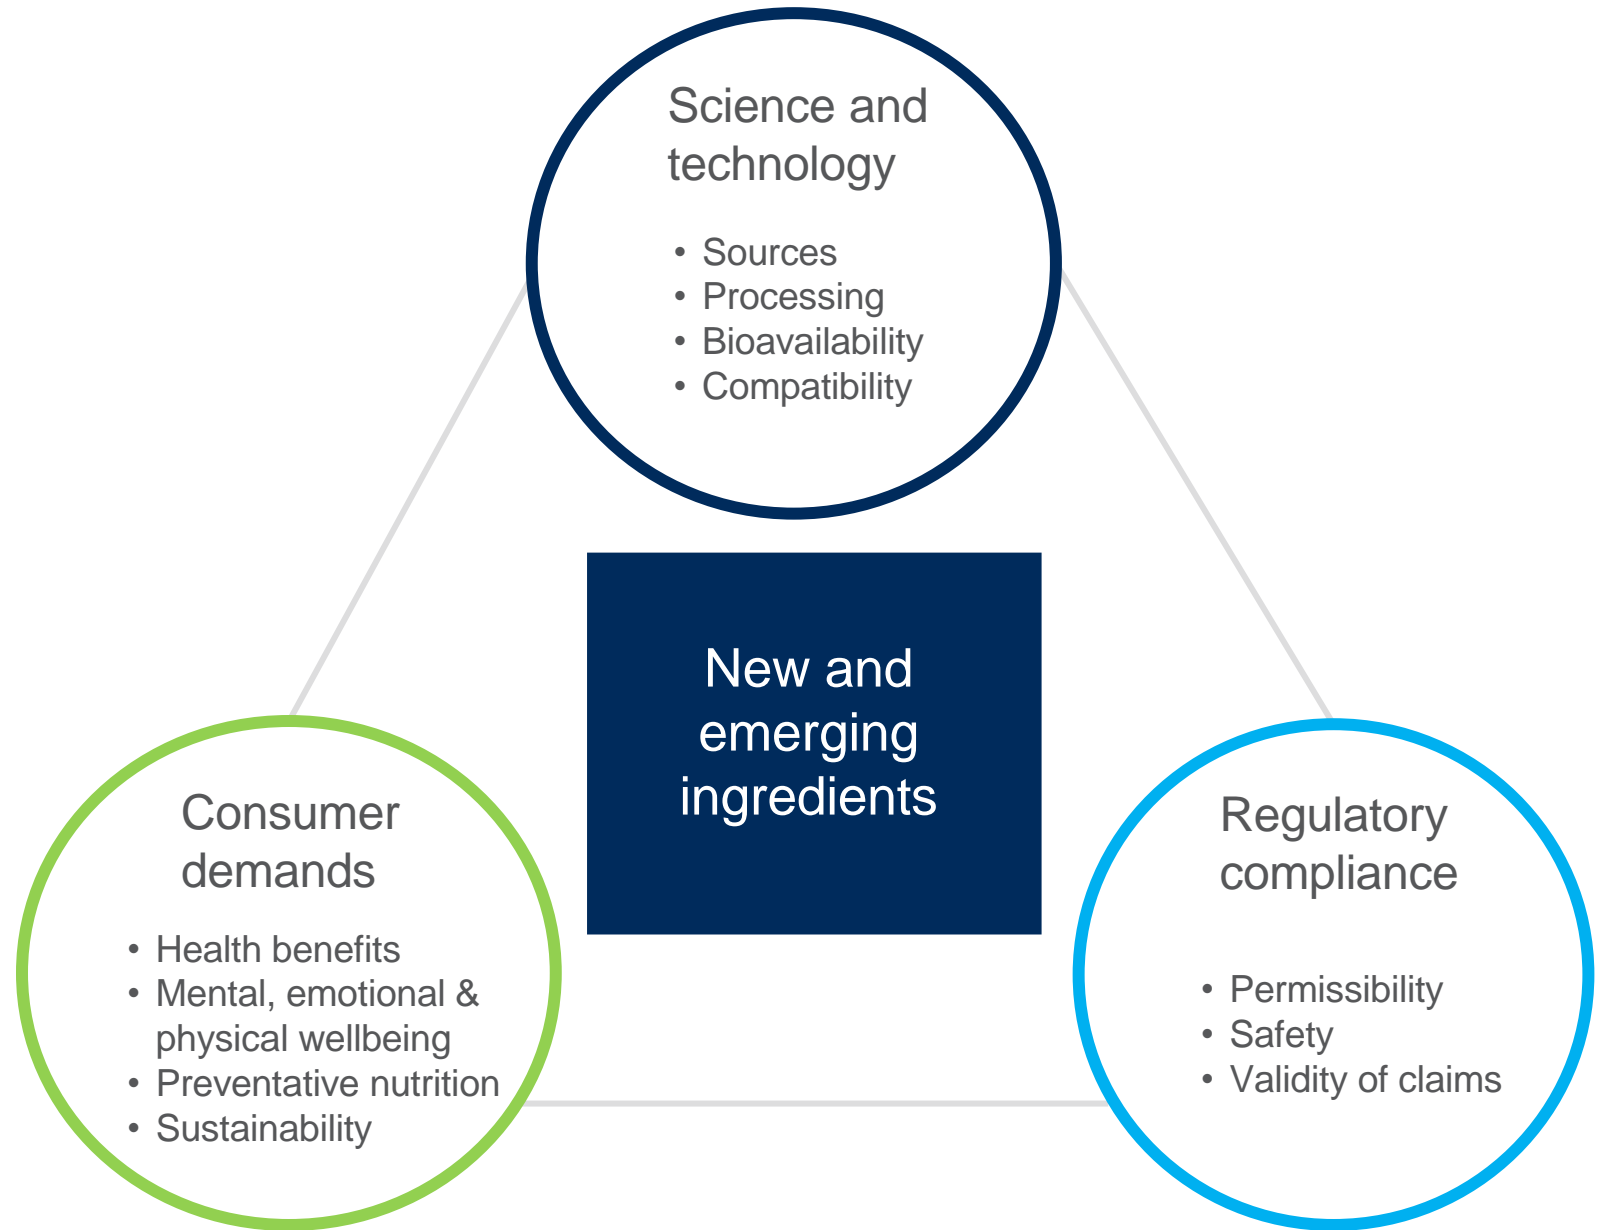 Science and
technology
• Sources
• Processing
• Bioavailability
• Compatibility
New and
emerging
ingredients
Consumer
demands
• Health benefits
• Mental, emotional &
physical wellbeing
• Preventative nutrition
• Sustainability
Regulatory
compliance
• Permissibility
• Safety
• Validity of claims